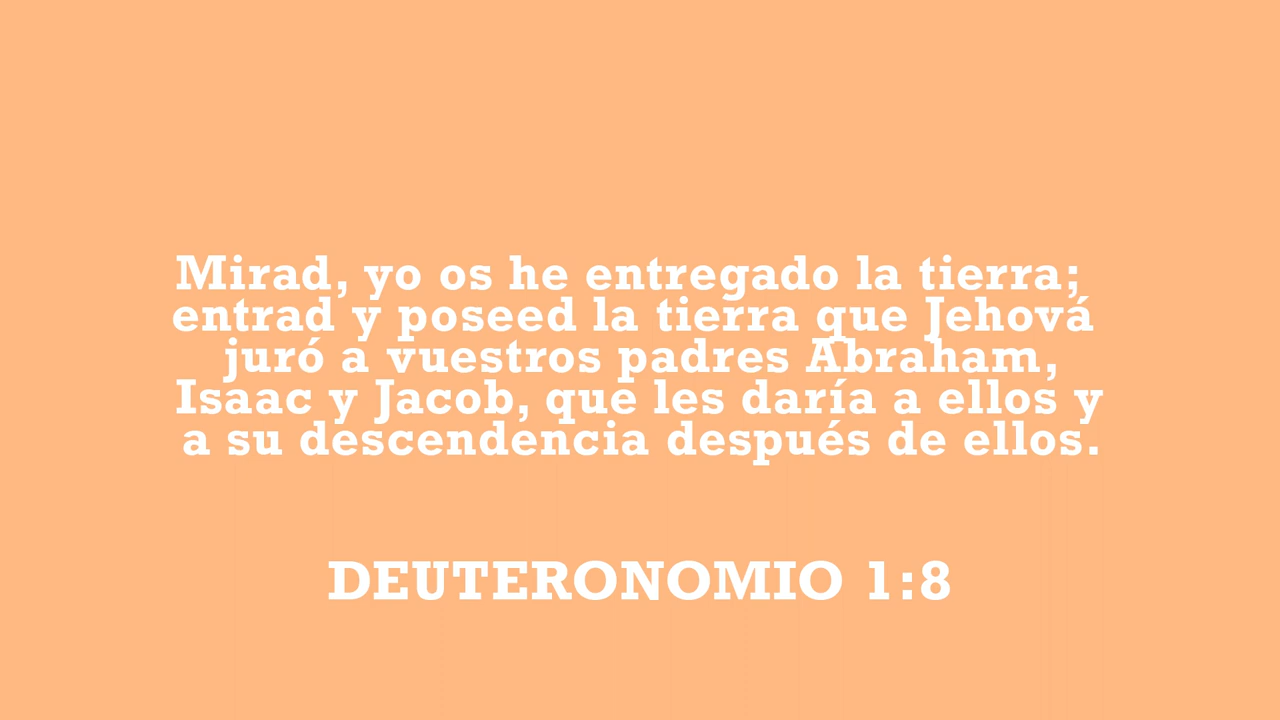 Mirad, yo os he entregado la tierra;
entrad y poseed la tierra que Jehová
juró a vuestros padres Abraham,
Isaac y Jacob, que les daría a ellos y
a su descendencia después de ellos.
DEUTERONOMIO 1:8